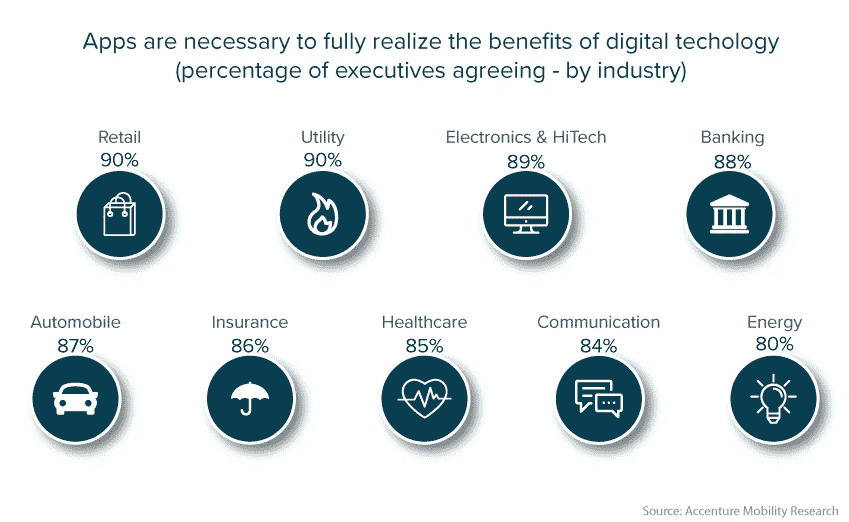 Apps are necessary to fully realize the benefits of digital techology
(percentage of executives agreeing - by industry)
Retail
90%
Utility
90%
Electronics & HiTech
89%
Banking
88%
Automobile
87%
Insurance
86%
Healthcare
85%
Communication
84%
Energy
80%
Source: Accenture Mobility Research